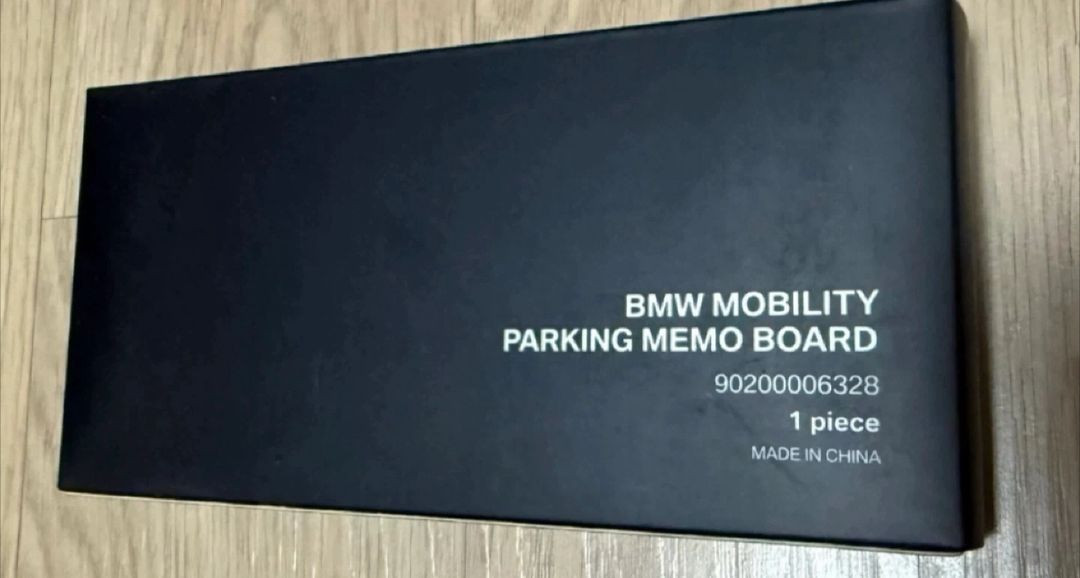 BMW MOBILITY
PARKING MEMO BOARD
90200006328
1 piece
MADE IN CHINA